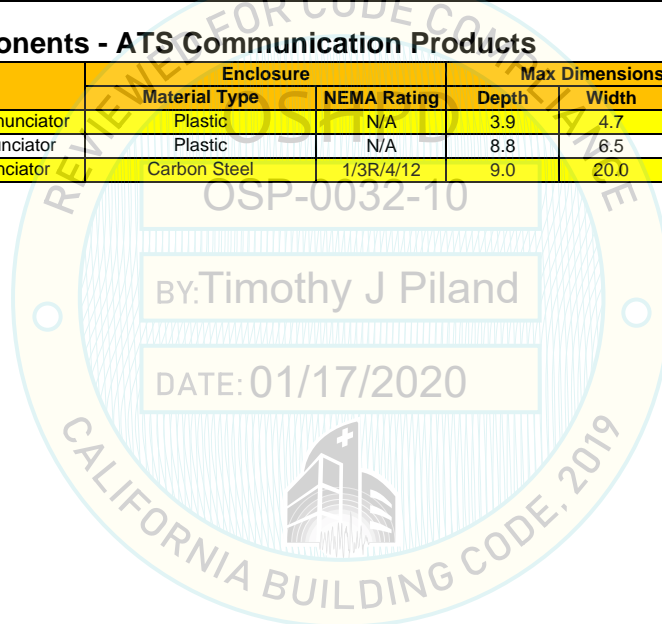 onents - ATS Communication Products
Enclosure Max Dimensions
Material Type NEMA Rating Depth Width
nunciator Plastic N/A 3.9 4.7
nciator Plastic N/A 8.8 6.5
nciator Carbon Steel 1/3R/4/12 9.0 20.0
REVIEWED FOR CODE COMPLIANCE
OSHPD
OSP-0032-10
BY:Timothy J Piland
DATE: 01/17/2020
CALIFORNIA BUILDING CODE, 2019